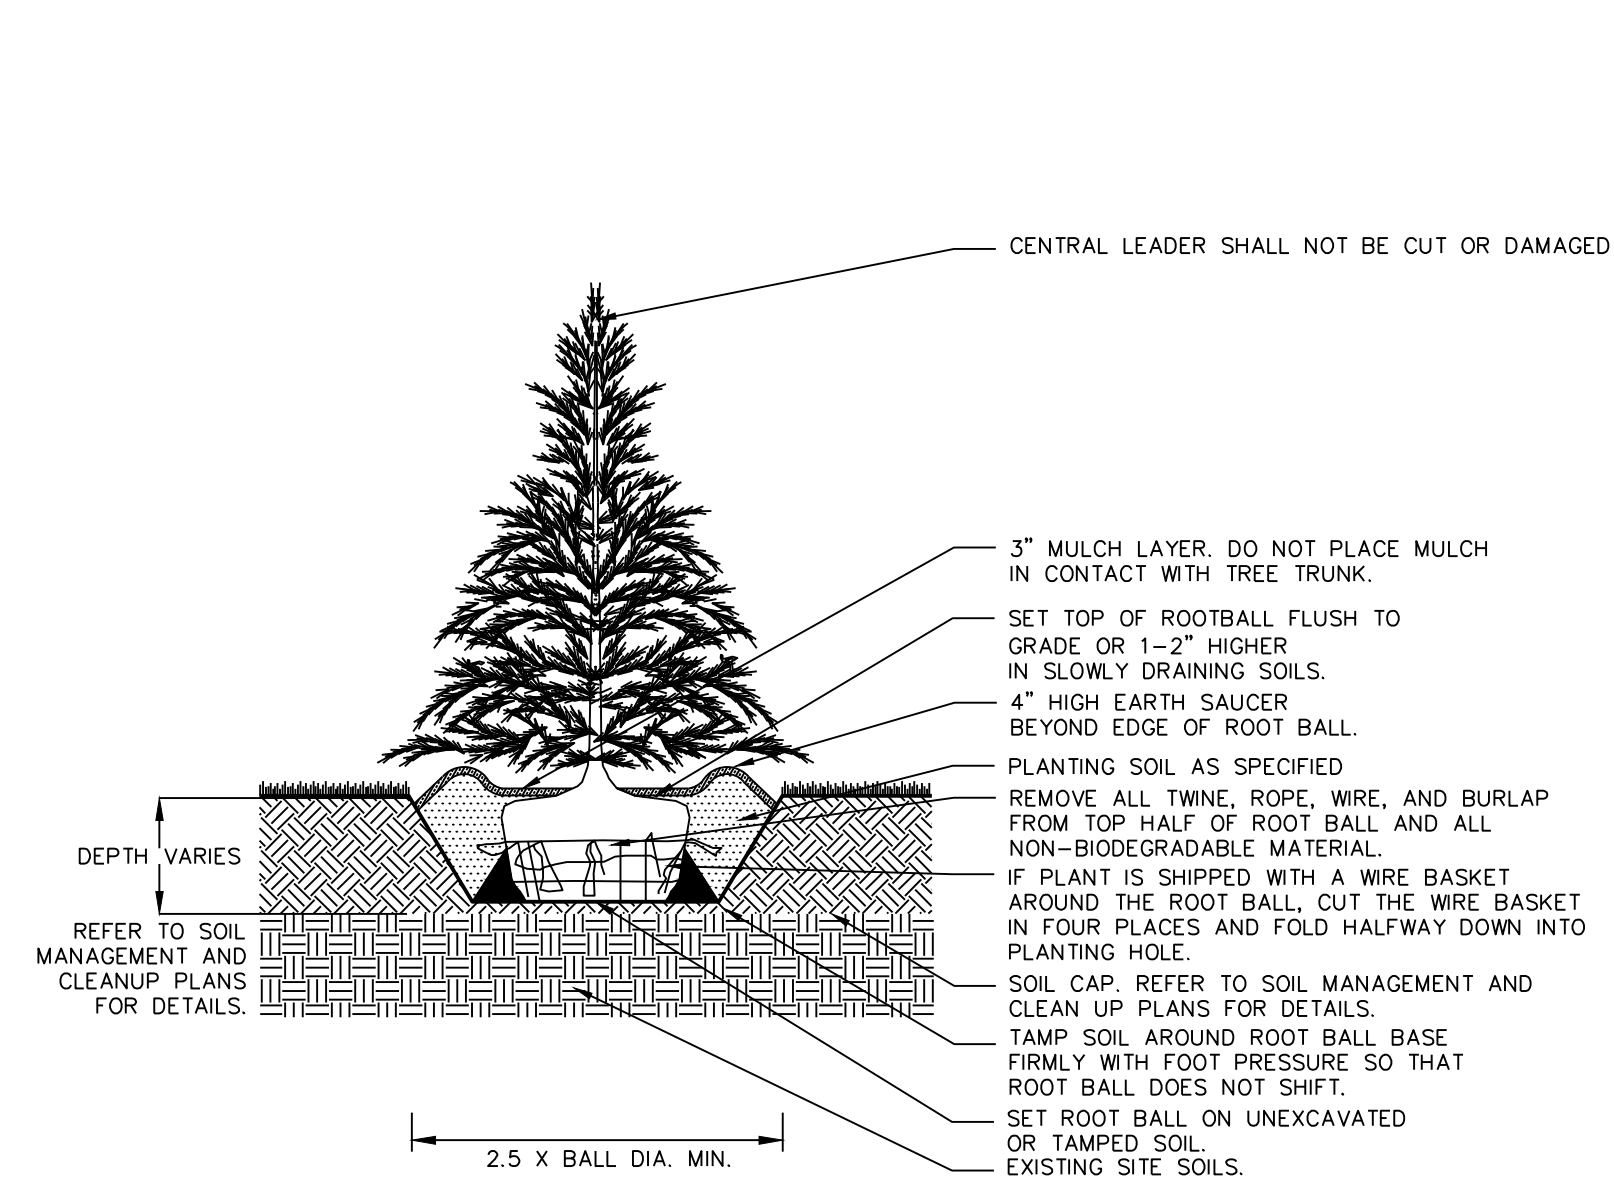 CENTRAL LEADER SHALL NOT BE CUT OR DAMAGED
3" MULCH LAYER. DO NOT PLACE MULCH
IN CONTACT WITH TREE TRUNK.
SET TOP OF ROOTBALL FLUSH TO
GRADE OR 1-2" HIGHER
IN SLOWLY DRAINING SOILS.
4" HIGH EARTH SAUCER
BEYOND EDGE OF ROOT BALL.
PLANTING SOIL AS SPECIFIED
REMOVE ALL TWINE, ROPE, WIRE, AND BURLAP
FROM TOP HALF OF ROOT BALL AND ALL
NON-BIODEGRADABLE MATERIAL.
IF PLANT IS SHIPPED WITH A WIRE BASKET
AROUND THE ROOT BALL, CUT THE WIRE BASKET
IN FOUR PLACES AND FOLD HALFWAY DOWN INTO
PLANTING HOLE.
SOIL CAP. REFER TO SOIL MANAGEMENT AND
CLEAN UP PLANS FOR DETAILS.
TAMP SOIL AROUND ROOT BALL BASE
FIRMLY WITH FOOT PRESSURE SO THAT
ROOT BALL DOES NOT SHIFT.
SET ROOT BALL ON UNEXCAVATED
OR TAMPED SOIL.
EXISTING SITE SOILS.
DEPTH VARIES
REFER TO SOIL
MANAGEMENT AND
CLEANUP PLANS
FOR DETAILS.
2.5 X BALL DIA. MIN.